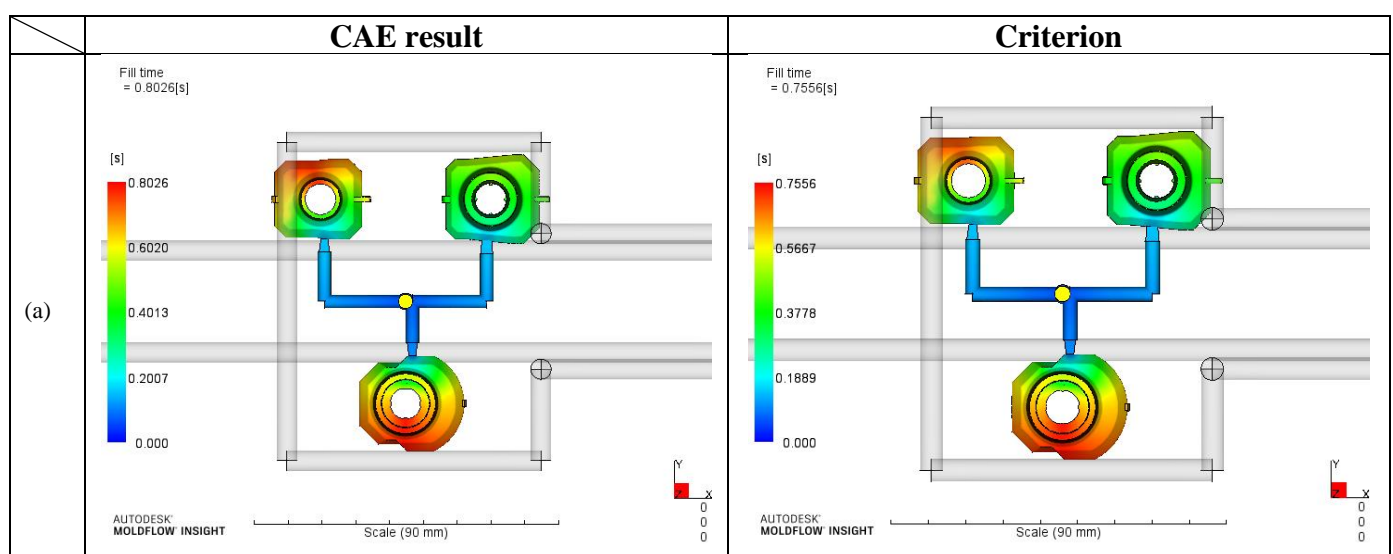 CAE result
Criterion
(a)
Fill time
= 0.8026[s]
[s]
0.8026
0.6020
0.4013
0.2007
0.000
AUTODESK'
MOLDFLOW INSIGHT
Scale (90 mm)
Y
Z X
0
0
0
Fill time
= 0.7556[s]
[s]
0.7556
0.5667
0.3778
0.1889
0.000
AUTODESK'
MOLDFLOW INSIGHT
Scale (90 mm)
Y
Z X
0
0
0